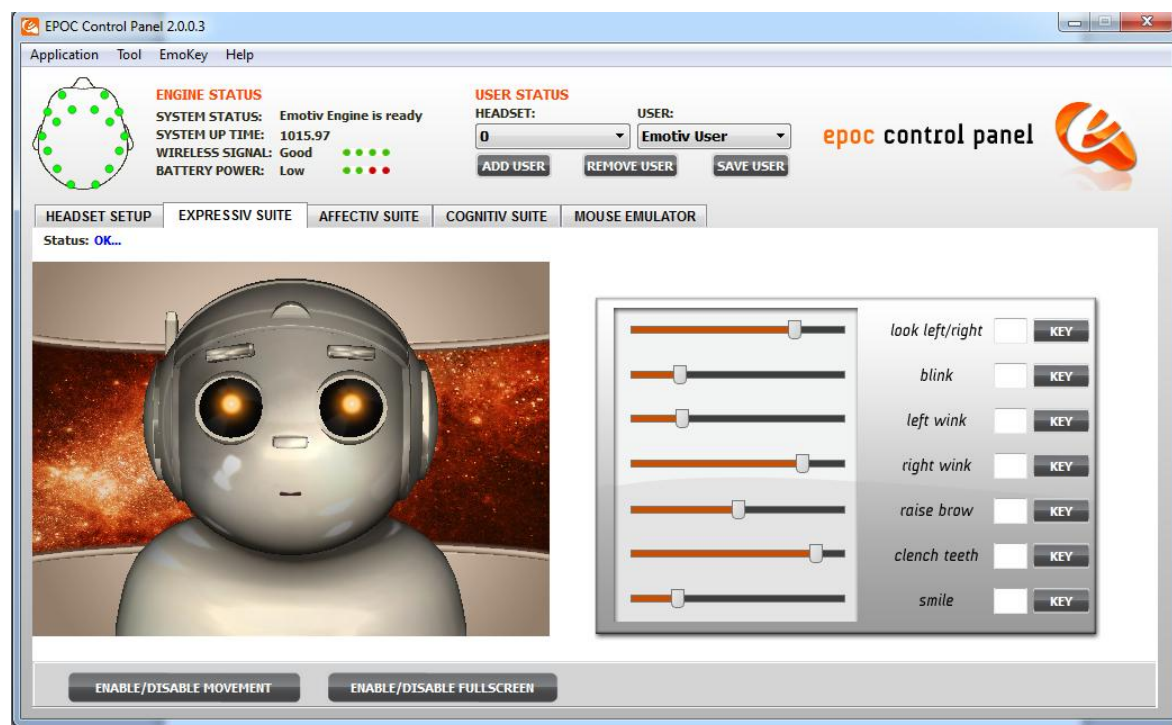 EPOC Control Panel 2.0.0.3
Application Tool EmoKey Help
ENGINE STATUS
SYSTEM STATUS: Emotiv Engine is ready
SYSTEM UP TIME: 1015.97
WIRELESS SIGNAL: Good
BATTERY POWER: Low
USER STATUS
HEADSET: USER:
0 Emotiv User
ADD USER REMOVE USER SAVE USER
epoc control panel
HEADSET SETUP EXPRESSIV SUITE AFFECTIV SUITE COGNITIV SUITE MOUSE EMULATOR
Status: OK...
look left/right KEY
blink KEY
left wink KEY
right wink KEY
raise brow KEY
clench teeth KEY
smile KEY
ENABLE/DISABLE MOVEMENT ENABLE/DISABLE FULLSCREEN